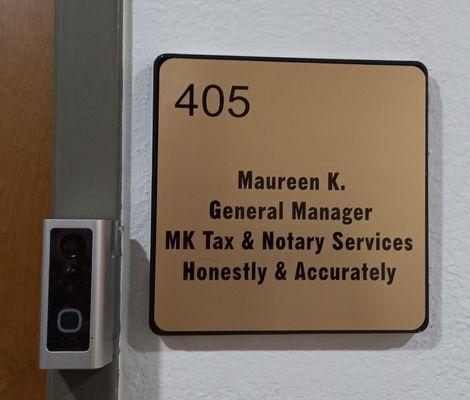 405
Maureen K.
General Manager
MK Tax & Notary Services
Honestly & Accurately